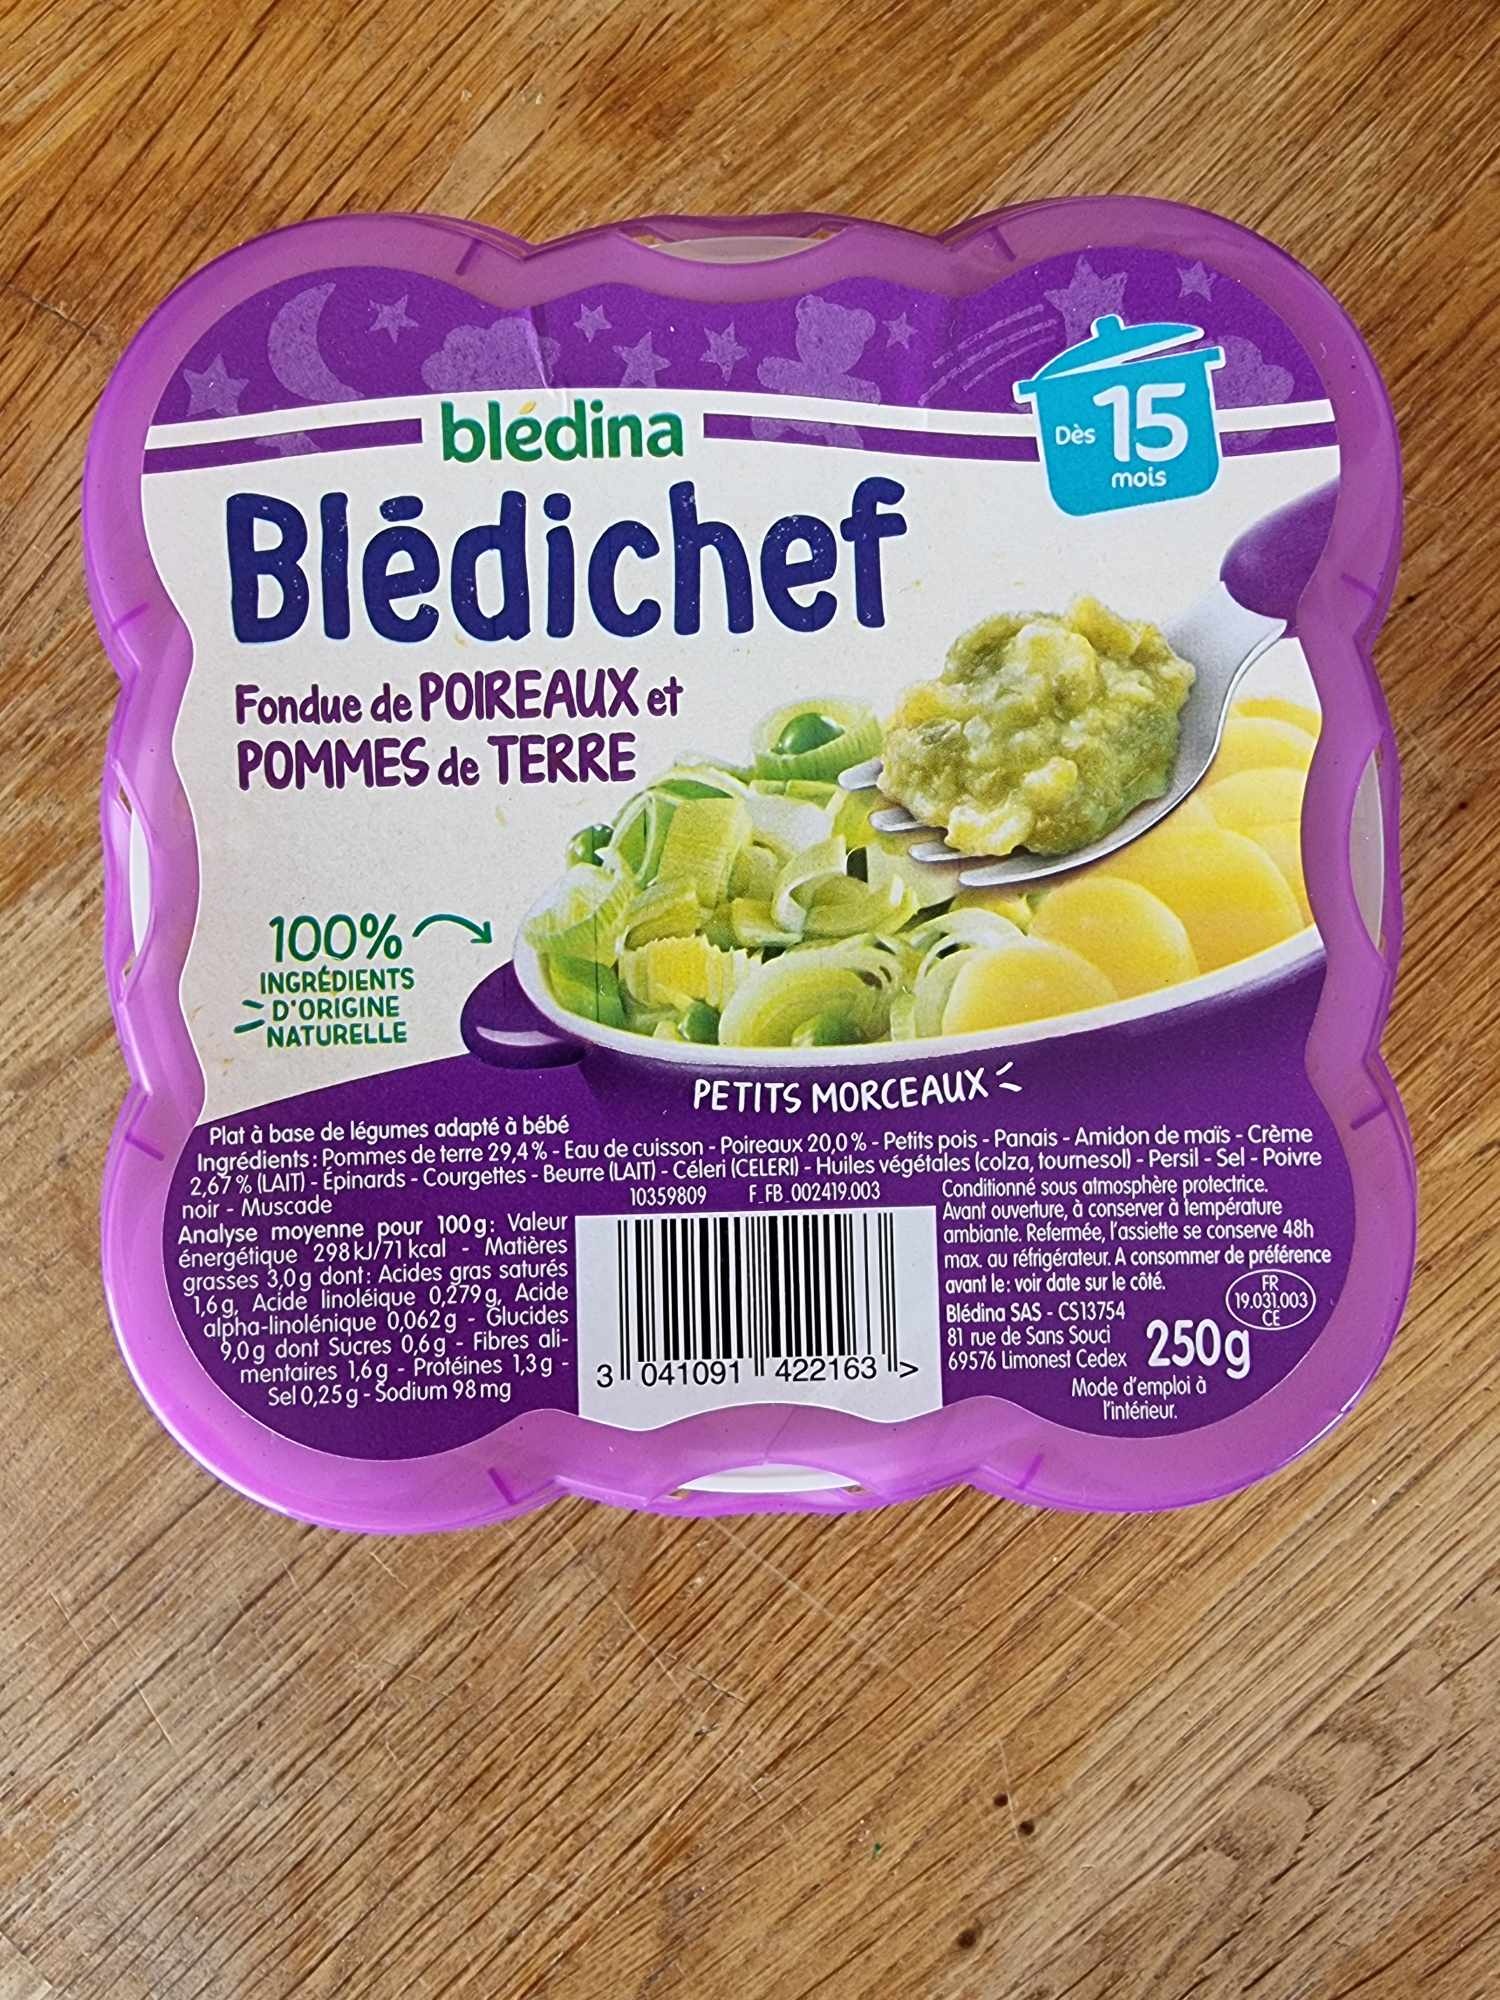 blédina
Dès 15
mois
Blédichef
Fondue de POIREAUX et
POMMES de TERRE
100%
INGRÉDIENTS
D'ORIGINE
NATURELLE
PETITS MORCEAUX
Plat à base de légumes adapté à bébé
Ingrédients : Pommes de terre 29,4 % - Eau de cuisson - Poireaux 20,0 % - Petits pois - Panais - Amidon de maïs - Crème
2,67 % (LAIT) - Épinards - Courgettes - Beurre (LAIT) - Céleri (CELERI) - Huiles végétales (colza, tournesol) - Persil - Sel - Poivre
noir - Muscade
Analyse moyenne pour 100 g : Valeur
énergétique 298 kJ/71 kcal - Matières
grasses 3,0 g dont : Acides gras saturés
1,6 g, Acide linoléique 0,279 g, Acide
alpha-linolénique 0,062 g - Glucides
9,0 g dont Sucres 0,6 g - Fibres ali-
mentaires 1,6 g - Protéines 1,3 g -
Sel 0,25 g - Sodium 98 mg
10359809 F_FB_002419.003
3 041091 422163 >
Conditionné sous atmosphère protectrice.
Avant ouverture, à conserver à température
ambiante. Refermée, l'assiette se conserve 48h
max. au réfrigérateur. A consommer de préférence
avant le : voir date sur le côté.
Blédina SAS - CS13754
81 rue de Sans Souci
69576 Limonest Cedex
FR
19.031.003
CE
250g
Mode d'emploi à
l'intérieur.